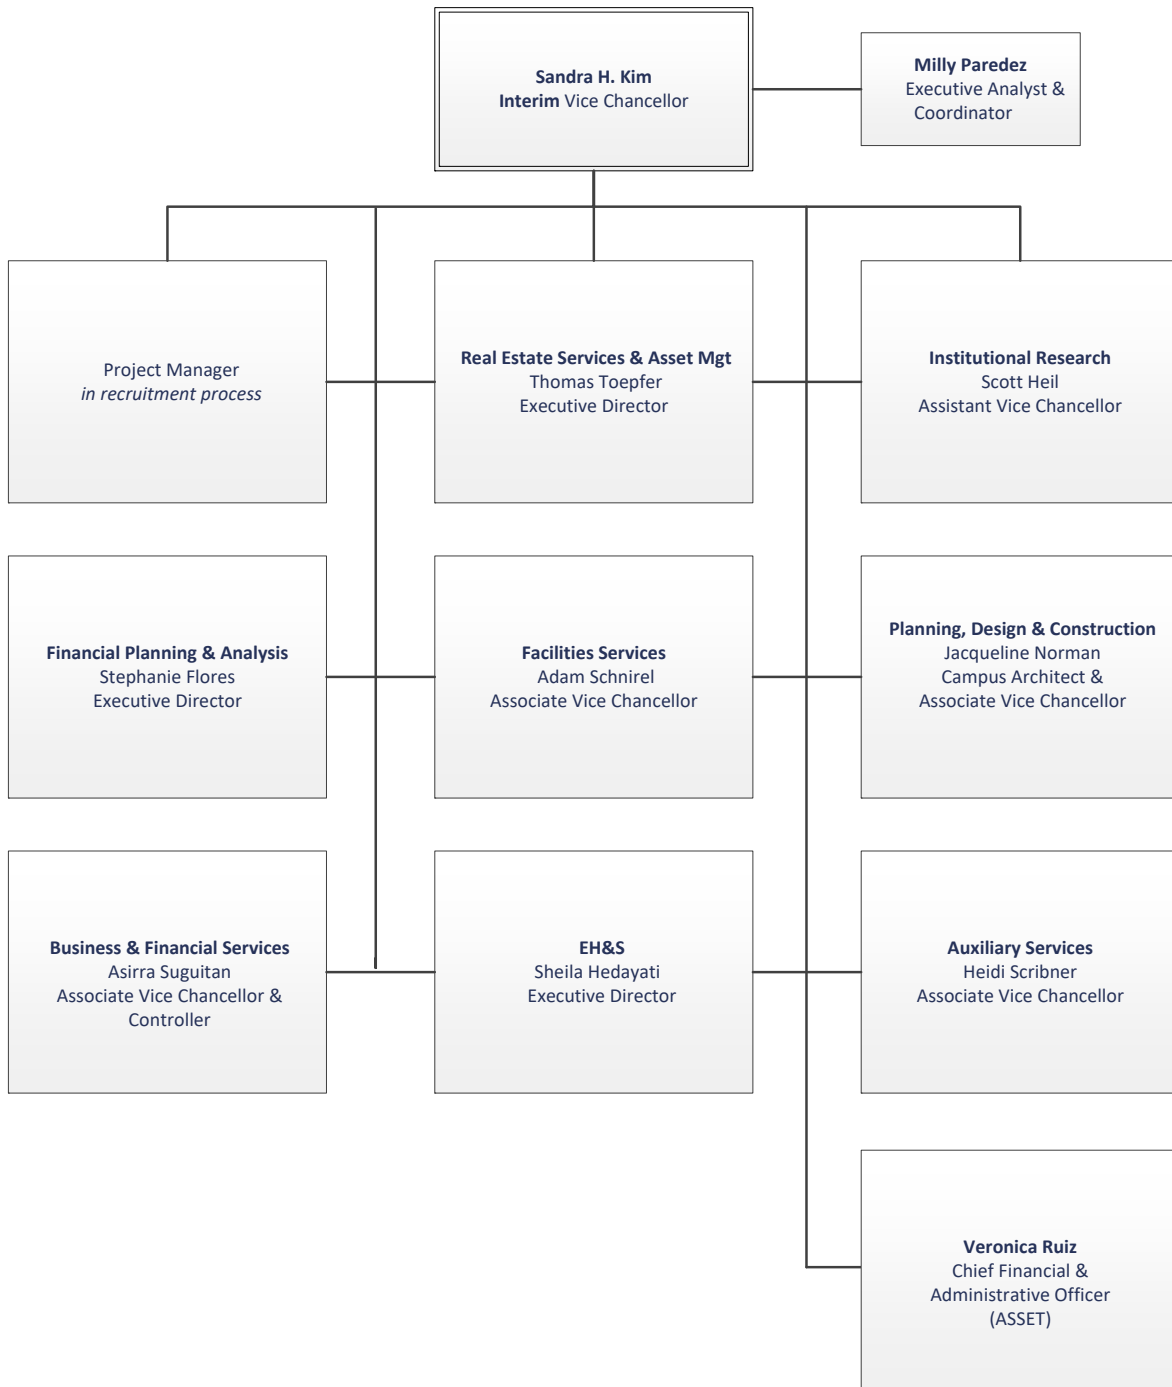 Sandra H. Kim
Interim Vice Chancellor
Milly Paredez
Executive Analyst &
Coordinator
Project Manager
in recruitment process
Real Estate Services & Asset Mgt
Thomas Toepfer
Executive Director
Institutional Research
Scott Heil
Assistant Vice Chancellor
Financial Planning & Analysis
Stephanie Flores
Executive Director
Facilities Services
Adam Schnirel
Associate Vice Chancellor
Planning, Design & Construction
Jacqueline Norman
Campus Architect &
Associate Vice Chancellor
Business & Financial Services
Asirra Suguitan
Associate Vice Chancellor &
Controller
EH&S
Sheila Hedayati
Executive Director
Auxiliary Services
Heidi Scribner
Associate Vice Chancellor
Veronica Ruiz
Chief Financial &
Administrative Officer
(ASSET)